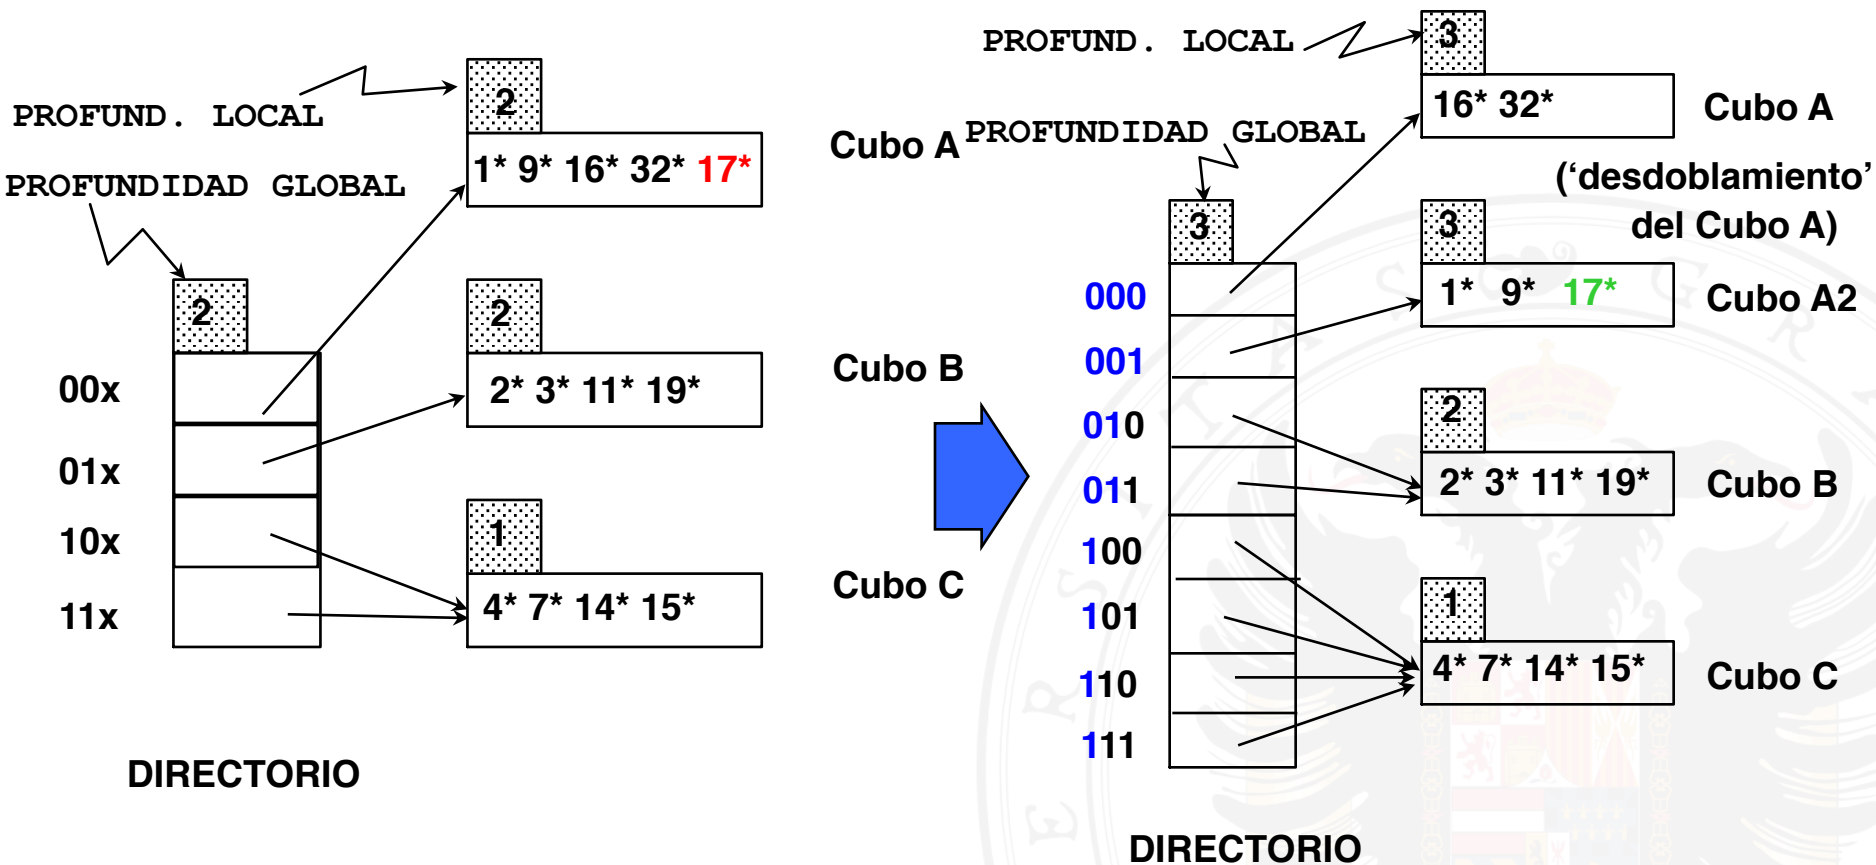 PROFUND. LOCAL
2
1* 9* 16* 32* 17*
Cubo A
PROFUNDIDAD GLOBAL
2
2
2* 3* 11* 19*
Cubo B
00x
01x
10x
11x
1
4* 7* 14* 15*
Cubo C
DIRECTORIO
PROFUND. LOCAL
3
16* 32*
Cubo A
PROFUNDIDAD GLOBAL
3
('desdoblamiento'
del Cubo A)
3
1* 9* 17*
Cubo A2
000
001
010
011
100
101
110
111
2
2* 3* 11* 19*
Cubo B
1
4* 7* 14* 15*
Cubo C
DIRECTORIO